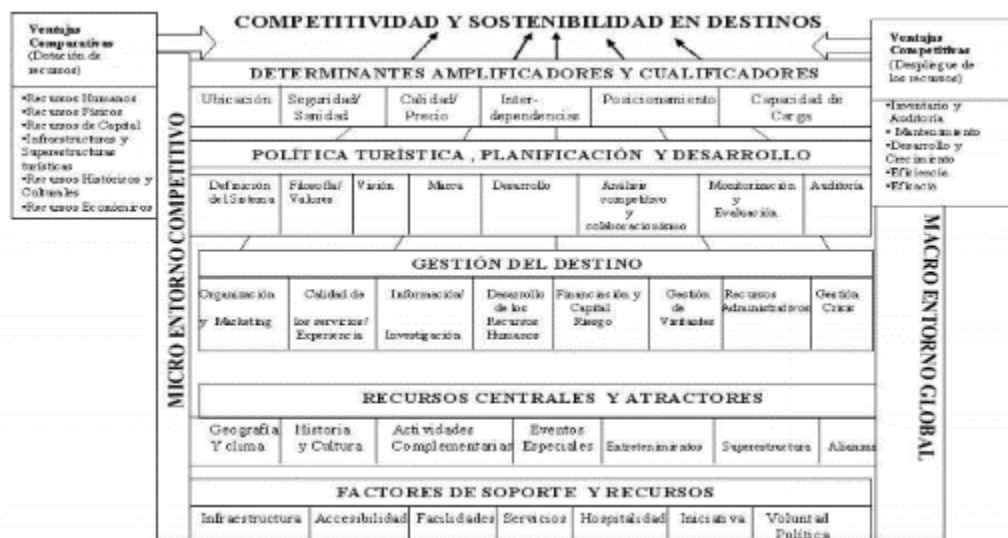 COMPETITIVIDAD Y SOSTENIBILIDAD EN DESTINOS
Ventajas
Comparativas
(Dotación de
recursos)
•Recursos Humanos
•Recursos Físicos
•Recursos de Capital
•Infraestructuras y
Superestructuras
turísticas
•Recursos Históricos y
Culturales
•Recursos Económicos
Ventajas
Competitivas
(Despliegue de
los recursos)
•Inventario y
Auditoría
• Mantenimiento
•Desarrollo y
Crecimiento
•Eficiencia
•Eficacia
MICRO ENTORNO COMPETITIVO
MACRO ENTORNO GLOBAL
DETERMINANTES AMPLIFICADORES Y CUALIFICADORES
Ubicación
Seguridad/
Sanidad
Calidad/
Precio
Inter-
dependencias
Posicionamiento
Capacidad de
Carga
POLÍTICA TURÍSTICA , PLANIFICACIÓN Y DESARROLLO
Definición
del Sistema
Filosofía/
Valores
Visión
Marca
Desarrollo
Análisis
competitivo
y
colaboracionismo
Monitorización
y
Evaluación
Auditoría
GESTIÓN DEL DESTINO
Organización
y Marketing
Calidad de
los servicios/
Experiencia
Información/
Investigación
Desarrollo
de los
Recursos
Humanos
Financiación y
Capital
Riesgo
Gestión
de
Visitantes
Recursos
Administradores
Gestión
Crisis
RECURSOS CENTRALES Y ATRACTORES
Geografía
Y clima
Historia
y Cultura
Actividades
Complementarias
Eventos
Especiales
Entretenimientos
Superestructura
Alianzas
FACTORES DE SOPORTE Y RECURSOS
Infraestructura
Accesibilidad
Facilidades
Servicios
Hospitalidad
Iniciativa
Voluntad
Política